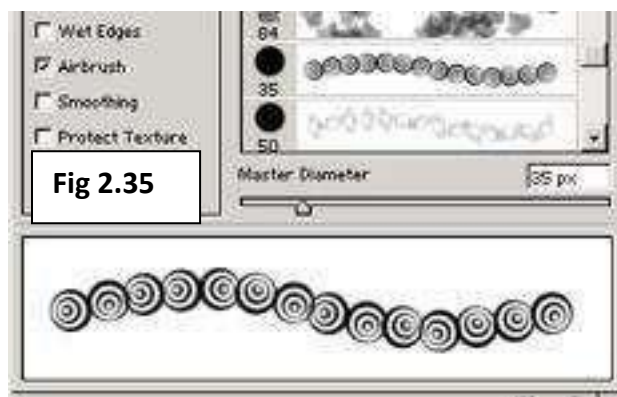 Wet Edges
84
Airbrush
35
Smoothing
Protect Texture
50
Fig 2.35
Master Diameter
35 px